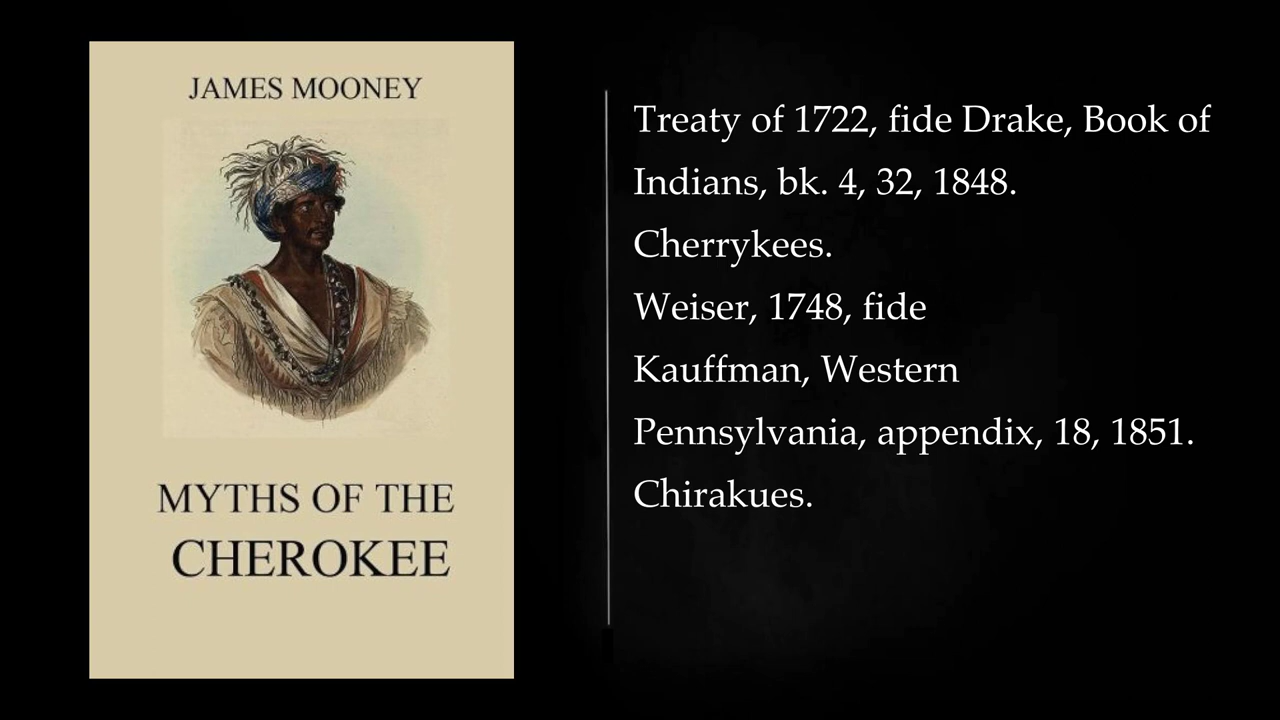 JAMES MOONEY
MYTHS OF THE
CHEROKEE
Treaty of 1722, fide Drake, Book of
Indians, bk. 4, 32, 1848.
Cherrykees.
Weiser, 1748, fide
Kauffman, Western
Pennsylvania, appendix, 18, 1851.
Chirakues.